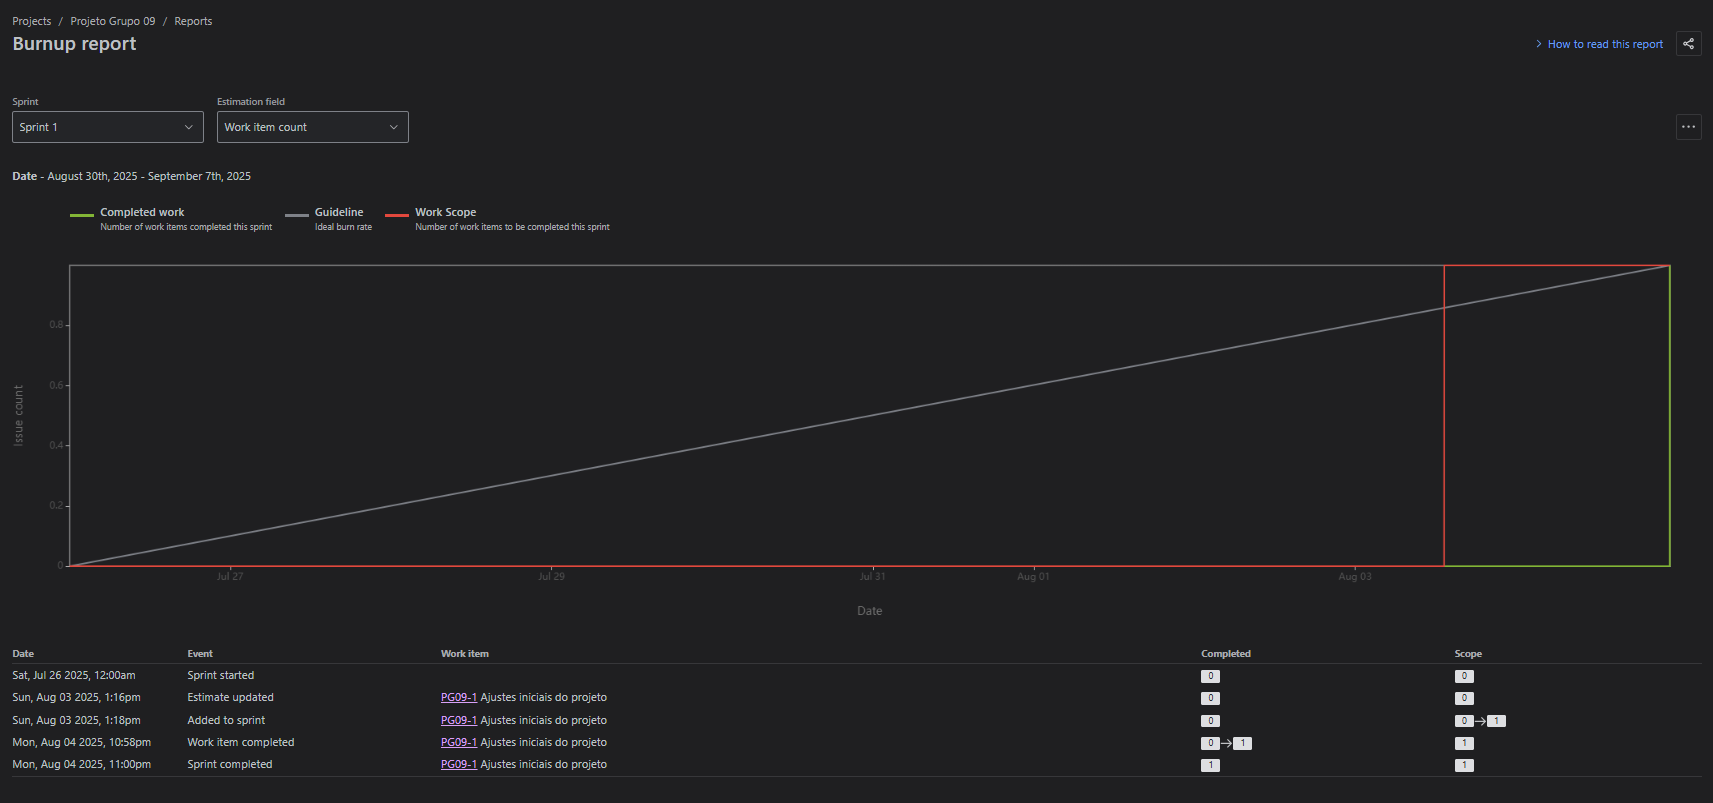 Projects / Projeto Grupo 09 / Reports
Burnup report
How to read this report
Sprint
Estimation field
Sprint 1
Work item count
Date - August 30th, 2025 - September 7th, 2025
Completed work
Number of work items completed this sprint
Guideline
Ideal burn rate
Work Scope
Number of work items to be completed this sprint
0.8
0.6
0.4
0.2
0
Issue count
Jul 27
Jul 29
Jul 31
Aug 01
Aug 03
Date
Date Event Work item Completed Scope
Sat, Jul 26 2025, 12:00am Sprint started 0 0
Sun, Aug 03 2025, 1:16pm Estimate updated PG09-1 Ajustes iniciais do projeto 0 0
Sun, Aug 03 2025, 1:18pm Added to sprint PG09-1 Ajustes iniciais do projeto 0 0→1
Mon, Aug 04 2025, 10:58pm Work item completed PG09-1 Ajustes iniciais do projeto 0→1 1
Mon, Aug 04 2025, 11:00pm Sprint completed PG09-1 Ajustes iniciais do projeto 1 1